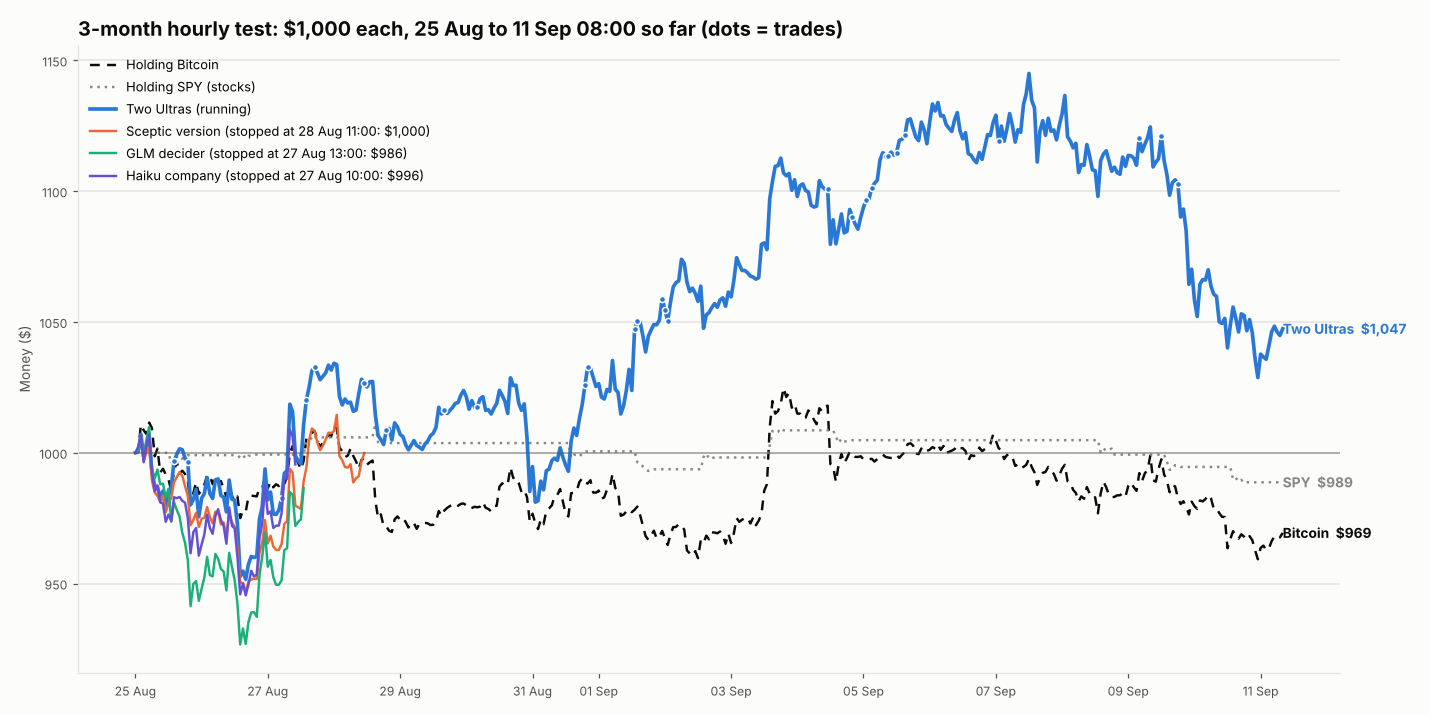 3-month hourly test: $1,000 each, 25 Aug to 11 Sep 08:00 so far (dots = trades)
Holding Bitcoin
Holding SPY (stocks)
Two Ultras (running)
Sceptic version (stopped at 28 Aug 11:00: $1,000)
GLM decider (stopped at 27 Aug 13:00: $986)
Haiku company (stopped at 27 Aug 10:00: $996)
Money ($)
1150
1100
1050
1000
950
Two Ultras $1,047
SPY $989
Bitcoin $969
25 Aug
27 Aug
29 Aug
31 Aug
01 Sep
03 Sep
05 Sep
07 Sep
09 Sep
11 Sep